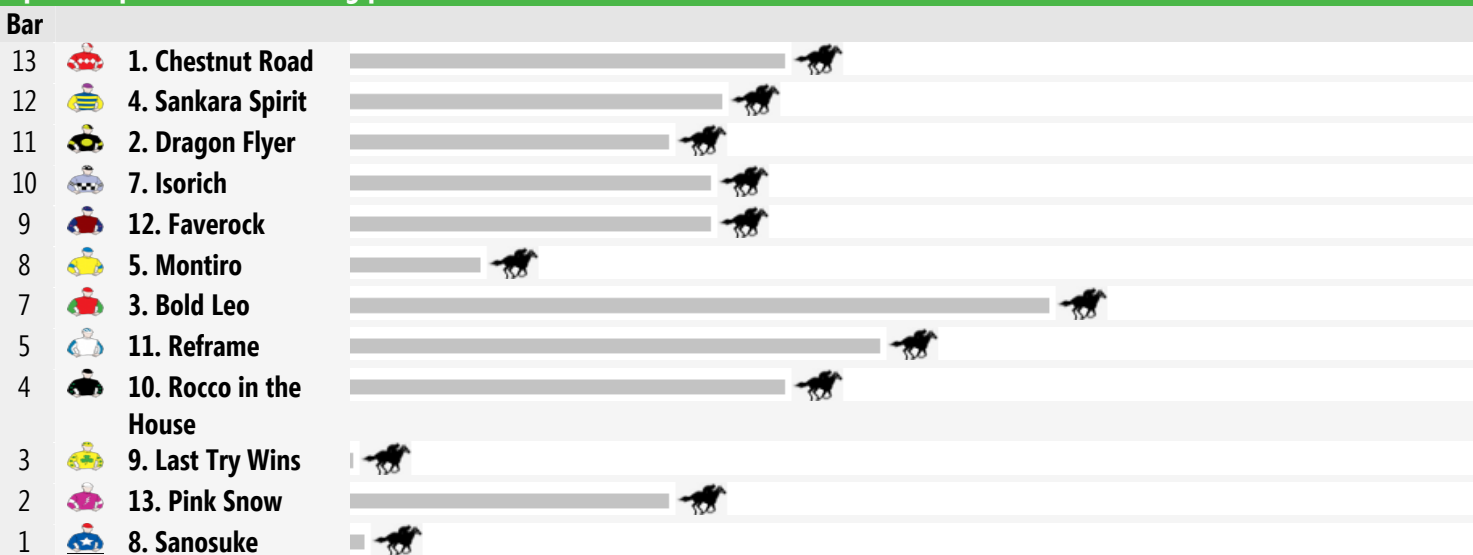 Bar
13 1. Chestnut Road
12 4. Sankara Spirit
11 2. Dragon Flyer
10 7. Isorich
9 12. Faverock
8 5. Montiro
7 3. Bold Leo
5 11. Reframe
4 10. Rocco in the
House
3 9. Last Try Wins
2 13. Pink Snow
1 8. Sanosuke